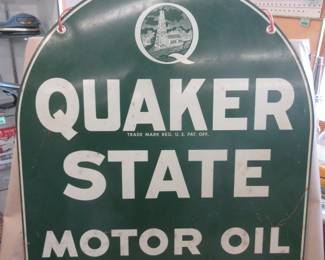 Q
QUAKER
TRADE MARK REG. U.S. PAT. OFF.
STATE
MOTOR OIL